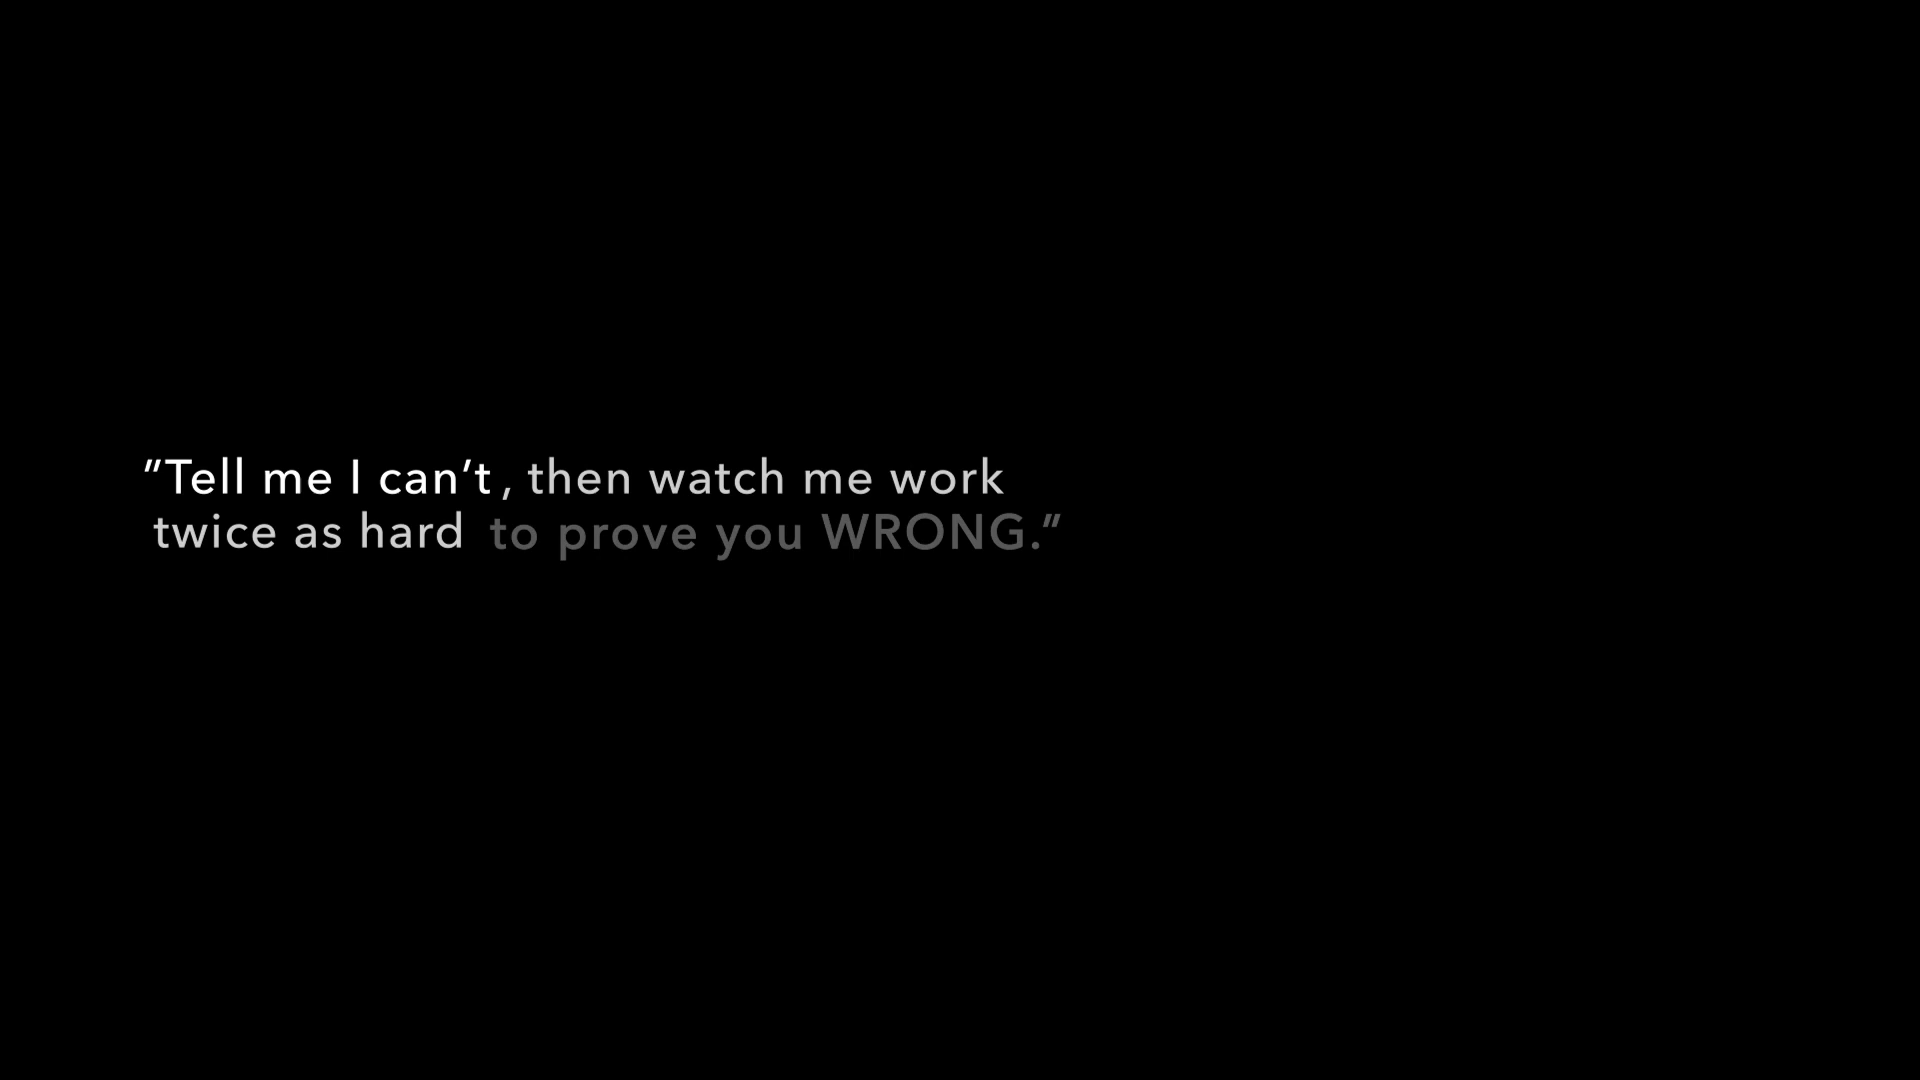 ”Tell me I can’t, then watch me work
twice as hard to prove you WRONG.”